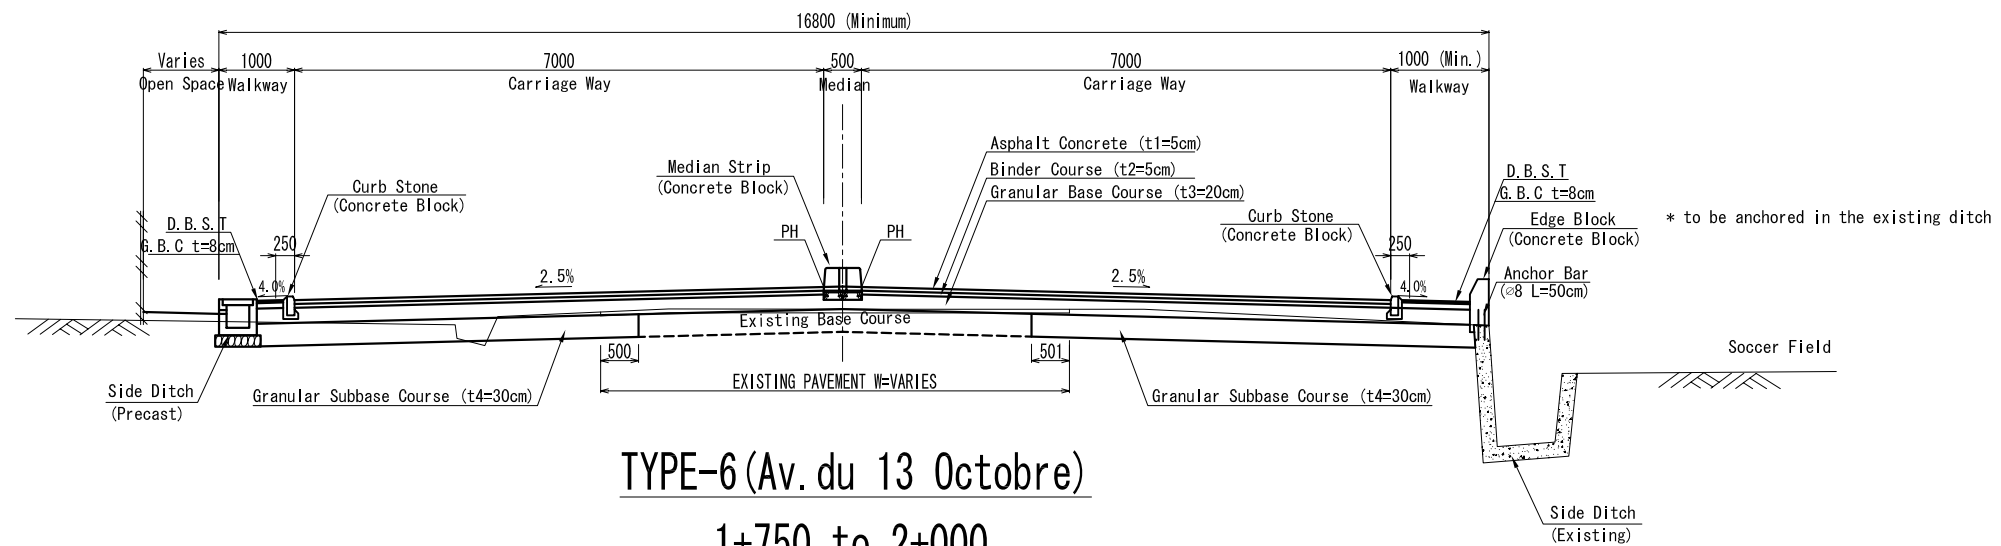 16800 (Minimum)
Varies
1000
7000
500
7000
1000 (Min.)
Open Space
Walkway
Carriage Way
Median
Carriage Way
Walkway
Asphalt Concrete (t1=5cm)
Binder Course (t2=5cm)
Granular Base Course (t3=20cm)
Median Strip
(Concrete Block)
Curb Stone
(Concrete Block)
D.B.S.T
G.B.C t=8cm
250
PH
PH
Curb Stone
(Concrete Block)
250
D.B.S.T
G.B.C t=8cm
Edge Block
(Concrete Block)
* to be anchored in the existing ditch
Anchor Bar
(∅8 L=50cm)
4.0%
2.5%
2.5%
4.0%
Existing Base Course
500
501
EXISTING PAVEMENT W=VARIES
Soccer Field
Side Ditch
(Precast)
Granular Subbase Course (t4=30cm)
Granular Subbase Course (t4=30cm)
TYPE-6(Av.du 13 Octobre)
1+750 to 2+000
Side Ditch
(Existing)